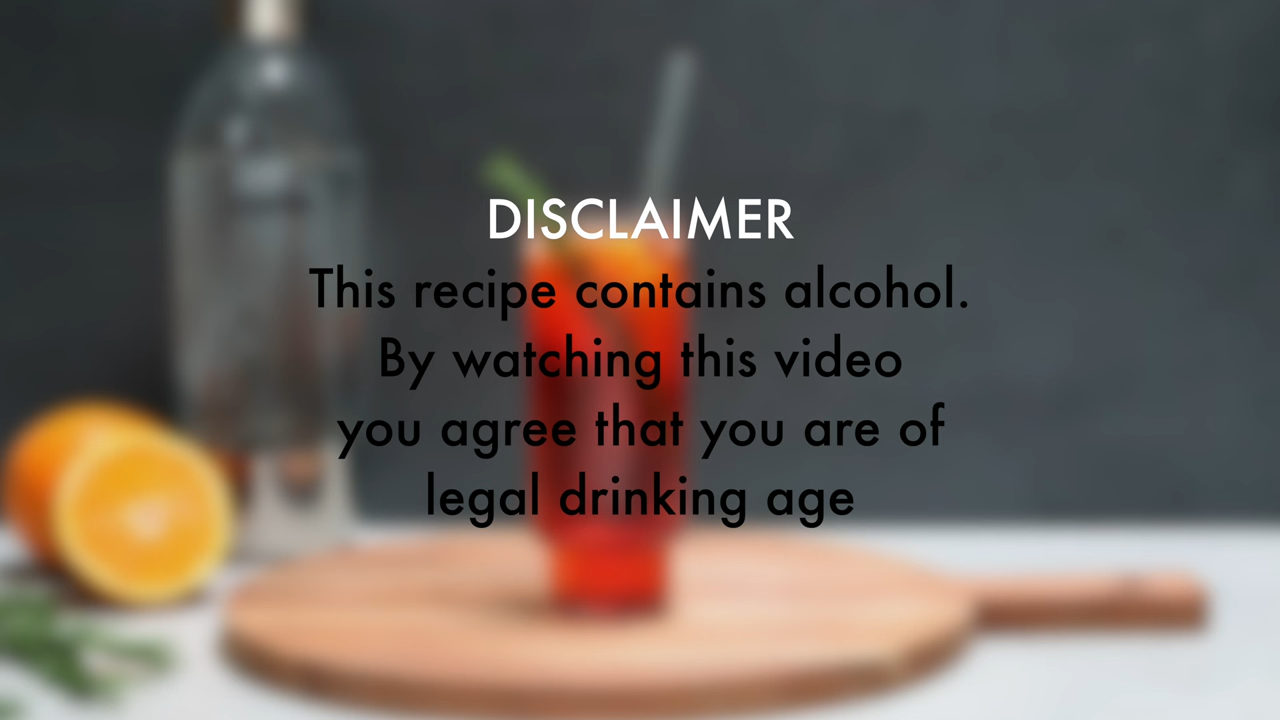 DISCLAIMER
This recipe contains alcohol.
By watching this video
you agree that you are of
legal drinking age